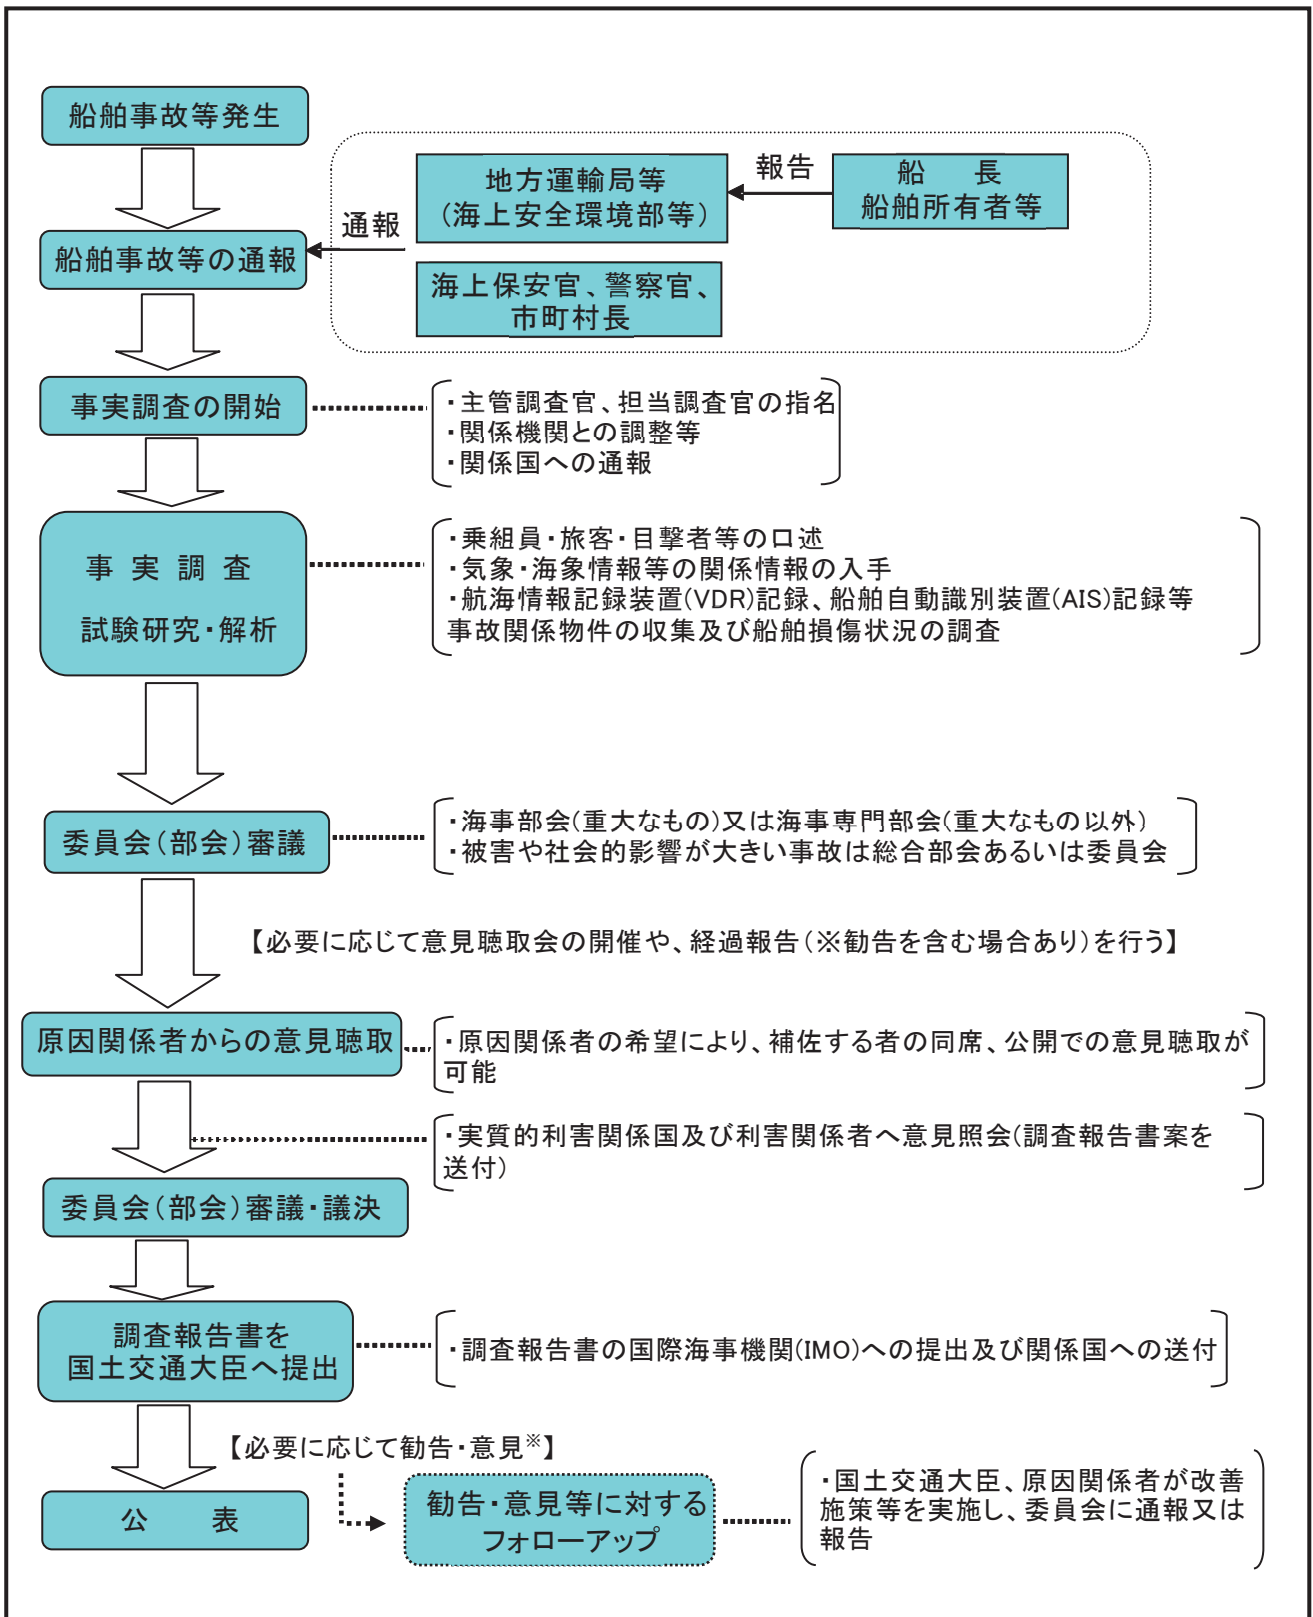 船舶事故等発生
地方運輸局等
（海上安全環境部等）
報告
船　長
船舶所有者等
通報
船舶事故等の通報
海上保安官、警察官、
市町村長
事実調査の開始
・主管調査官、担当調査官の指名
・関係機関との調整等
・関係国への通報
事 実 調 査
試験研究・解析
・乗組員・旅客・目撃者等の口述
・気象・海象情報等の関係情報の入手
・航海情報記録装置(VDR)記録、船舶自動識別装置(AIS)記録等
事故関係物件の収集及び船舶損傷状況の調査
委員会（部会）審議
・海事部会(重大なもの)又は海事専門部会(重大なもの以外)
・被害や社会的影響が大きい事故は総合部会あるいは委員会
【必要に応じて意見聴取会の開催や、経過報告（※勧告を含む場合あり）を行う】
原因関係者からの意見聴取
・原因関係者の希望により、補佐する者の同席、公開での意見聴取が
可能
・実質的利害関係国及び利害関係者へ意見照会(調査報告書案を
送付)
委員会（部会）審議・議決
調査報告書を
国土交通大臣へ提出
・調査報告書の国際海事機関(IMO)への提出及び関係国への送付
【必要に応じて勧告・意見※】
公　　表
勧告・意見等に対する
フォローアップ
・国土交通大臣、原因関係者が改善
施策等を実施し、委員会に通報又は
報告